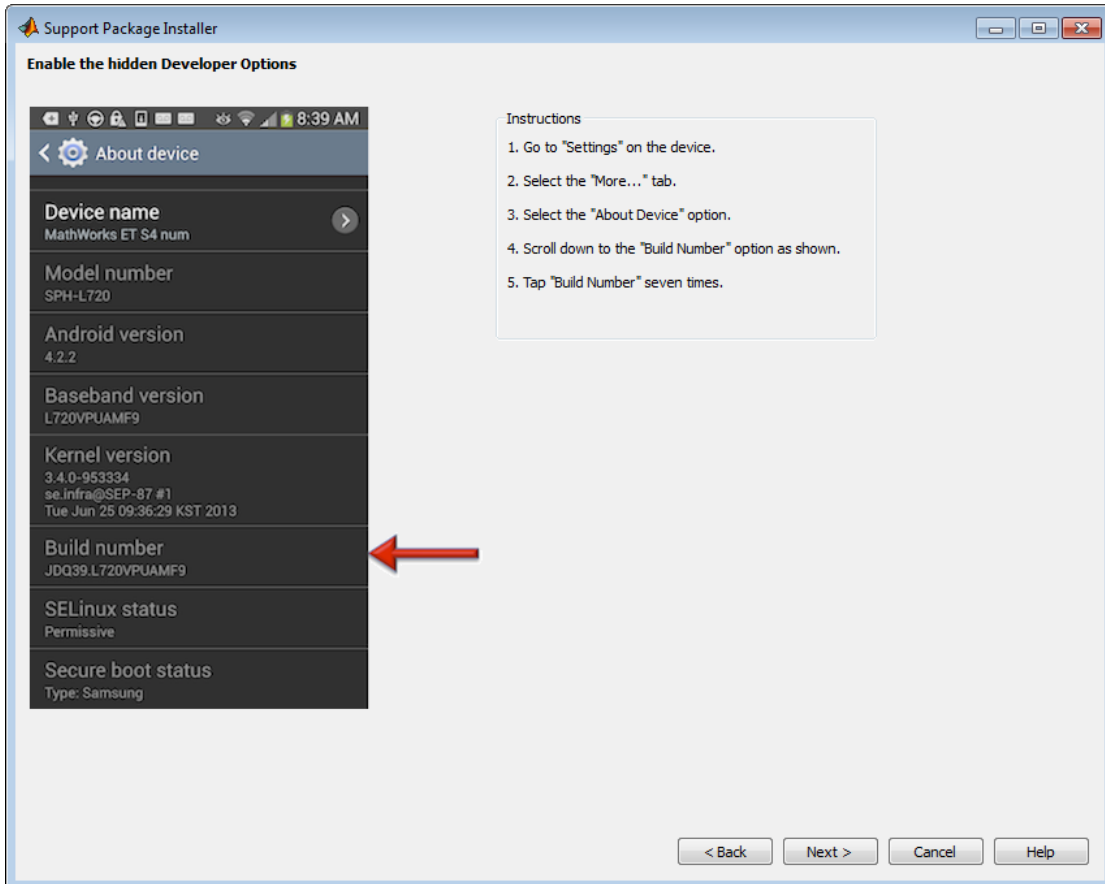 Support Package Installer
Enable the hidden Developer Options
8:39 AM
About device
Device name
MathWorks ET S4 num
Model number
SPH-L720
Android version
4.2.2
Baseband version
L720VPUAMF9
Kernel version
3.4.0-953334
se.infra@SEP-87 #1
Tue Jun 25 09:36:29 KST 2013
Build number
JDQ39.L720VPUAMF9
SELinux status
Permissive
Secure boot status
Type: Samsung
Instructions
1. Go to "Settings" on the device.
2. Select the "More..." tab.
3. Select the "About Device" option.
4. Scroll down to the "Build Number" option as shown.
5. Tap "Build Number" seven times.
< Back
Next >
Cancel
Help